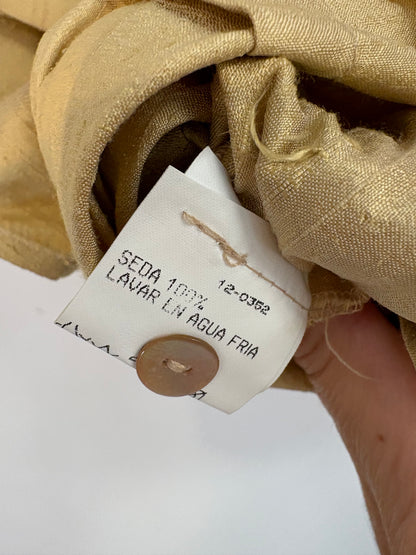 12-0352
SEDA 100%
LAVAR EN AGUA FRIA